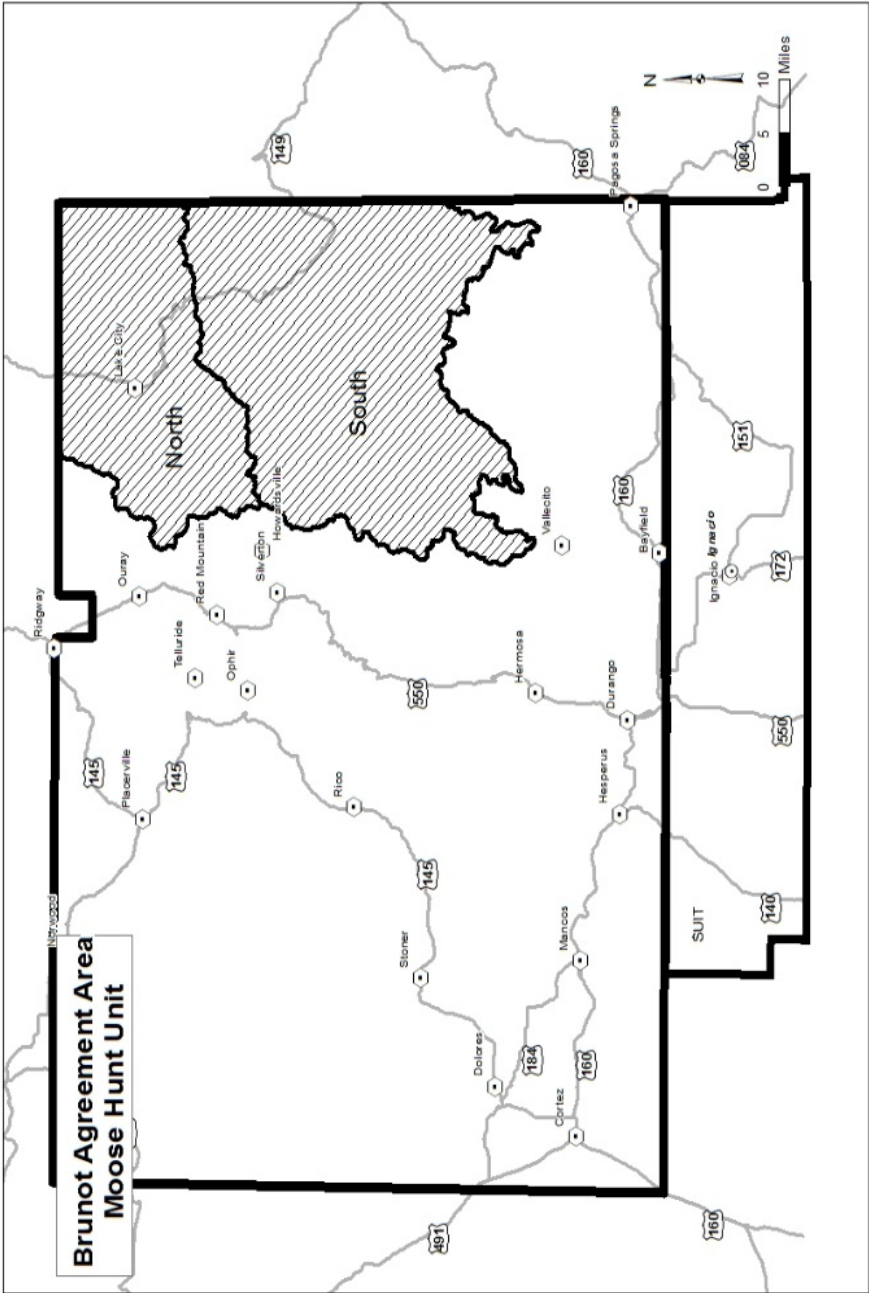 Brunot Agreement Area
Moose Hunt Unit
Norwood
Ridgway
Placerville
145
145
Telluride
Ophir
Ouray
Red Mountain
Silverton
Howardsville
Lake City
North
South
149
Rico
145
Stoner
550
Dolores
184
Cortez
160
491
160
Mancos
Hesperus
Durango
Hermosa
Vallecito
Bayfield
160
Pagosa Springs
160
084
151
Ignacio Ignacio
172
550
140
SUIT
N
0 5 10
Miles